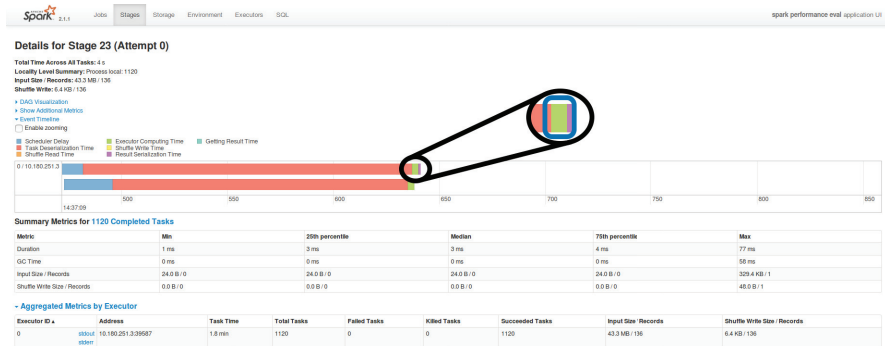 APACHE Spark 2.1.1 Jobs Stages Storage Environment Executors SQL spark performance eval application UI
Details for Stage 23 (Attempt 0)
Total Time Across All Tasks: 4 s
Locality Level Summary: Process local: 1120
Input Size / Records: 43.3 MB / 136
Shuffle Write: 6.4 KB / 136
DAG Visualization
Show Additional Metrics
Event Timeline
Enable zooming
Scheduler Delay Executor Computing Time Getting Result Time
Task Deserialization Time Shuffle Write Time
Shuffle Read Time Result Serialization Time
0 / 10.180.251.3
500 550 600 650 700 750 800 850
14:37:09
Summary Metrics for 1120 Completed Tasks
Metric Min 25th percentile Median 75th percentile Max
Duration 1 ms 3 ms 3 ms 4 ms 77 ms
GC Time 0 ms 0 ms 0 ms 0 ms 58 ms
Input Size / Records 24.0 B / 0 24.0 B / 0 24.0 B / 0 24.0 B / 0 329.4 KB / 1
Shuffle Write Size / Records 0.0 B / 0 0.0 B / 0 0.0 B / 0 0.0 B / 0 48.0 B / 1
Aggregated Metrics by Executor
Executor ID Address Task Time Total Tasks Failed Tasks Killed Tasks Succeeded Tasks Input Size / Records Shuffle Write Size / Records
0 stdout 10.180.251.3:39587 1.8 min 1120 0 0 1120 43.3 MB / 136 6.4 KB / 136
stderr